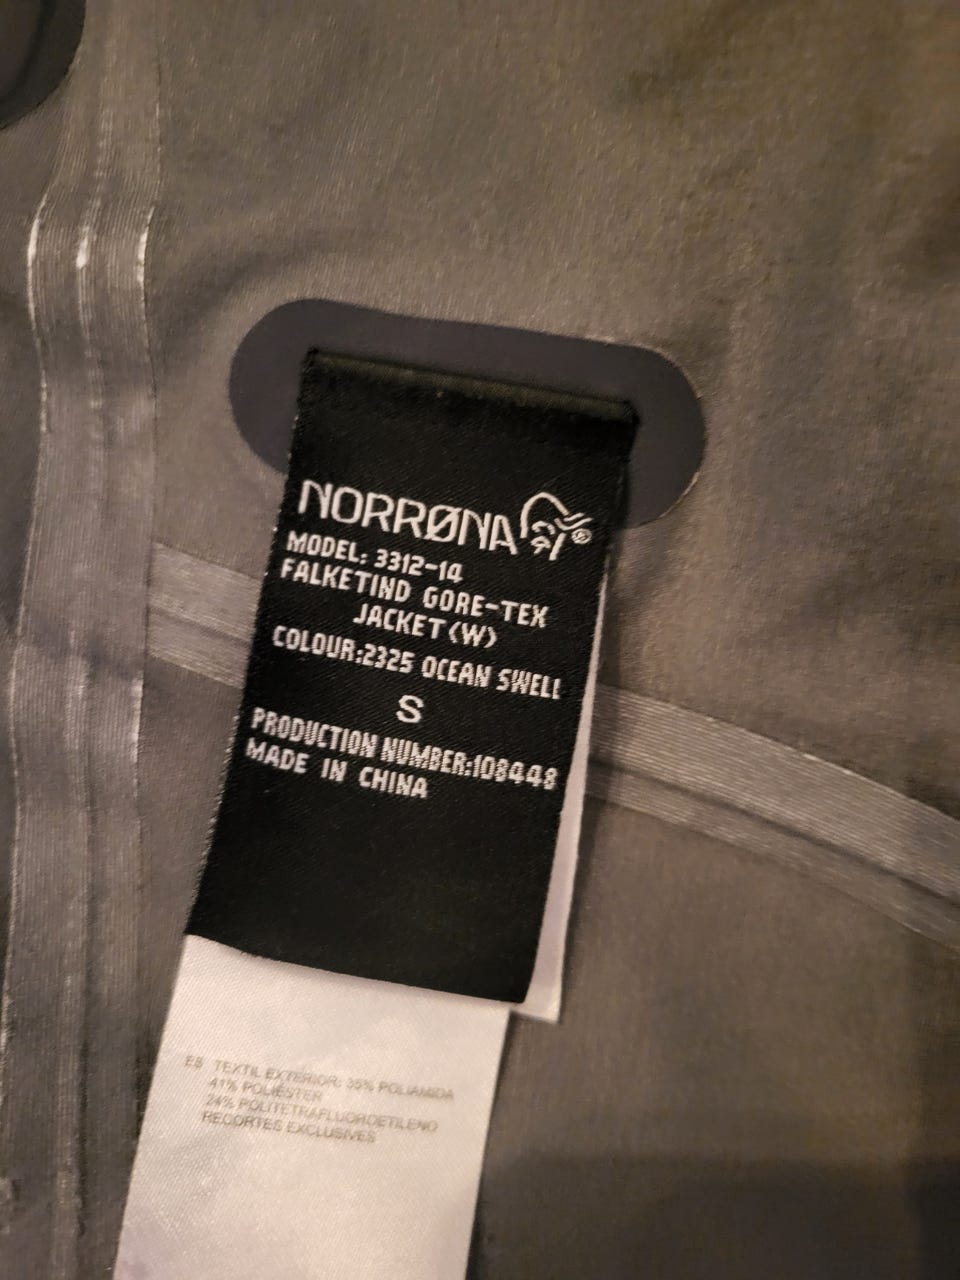 NORRØNA®
MODEL: 3312-14
FALKETIND GORE-TEX
JACKET(W)
COLOUR:2325 OCEAN SWELL
S
PRODUCTION NUMBER:108448
MADE IN CHINA
ES TEXTIL EXTERIOR: 35% POLIAMIDA
41% POLIÉSTER
24% POLITETRAFLUOROETILENO
RECORTES EXCLUSIVES